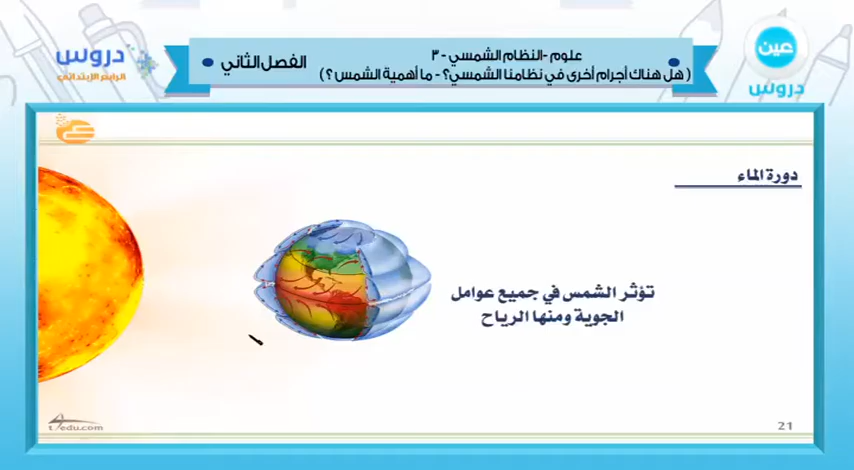 عين
دروس
علوم -النظام الشمسي - ٣
( هل هناك أجرام أخرى في نظامنا الشمسي؟ - ما أهمية الشمس ؟ )
الفصل الثاني
دروس
الرابع الإبتدائي
دورة الماء
تؤثر الشمس في جميع عوامل
الجوية ومنها الرياح
t4edu.com
21